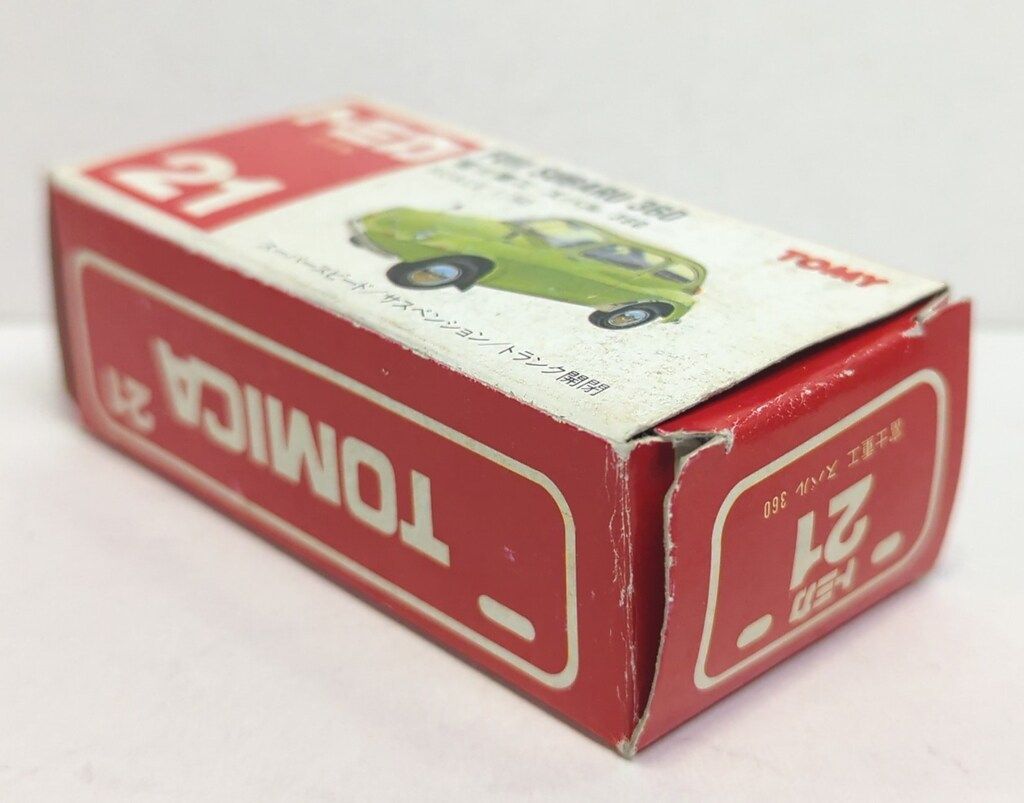 トミカ
21
FUJI SUBARU 360
TOMY
スーパースピード/サスペンション/トランク開閉
TOMICA 21
富士重工 スバル 360
21
トミカ